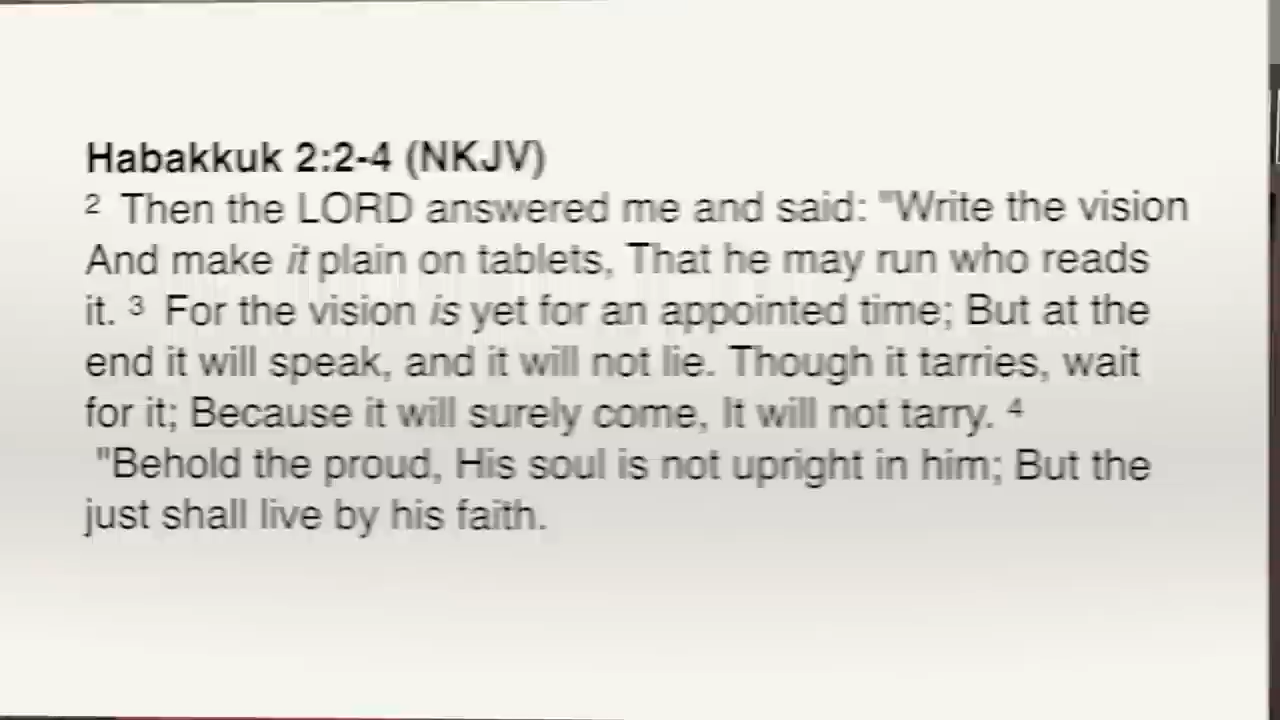 Habakkuk 2:2-4 (NKJV)
2 Then the LORD answered me and said: "Write the vision
And make it plain on tablets, That he may run who reads
it. 3 For the vision is yet for an appointed time; But at the
end it will speak, and it will not lie. Though it tarries, wait
for it; Because it will surely come, It will not tarry. 4
"Behold the proud, His soul is not upright in him; But the
just shall live by his faith.